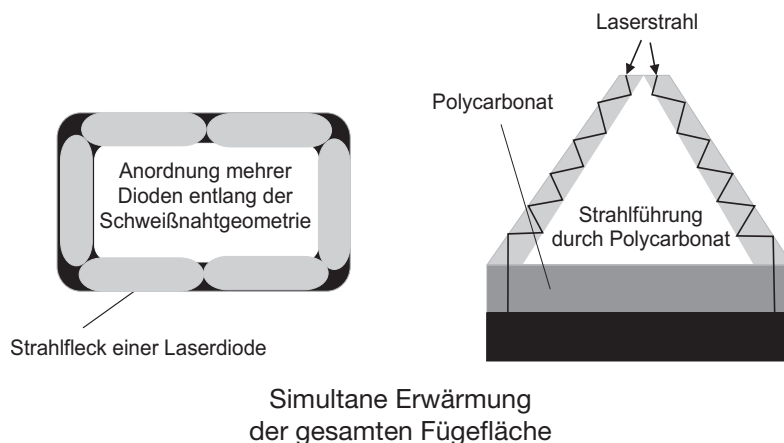 Laserstrahl
Polycarbonat
Anordnung mehrer
Dioden entlang der
Schweißnahtgeometrie
Strahlführung
durch Polycarbonat
Strahlfleck einer Laserdiode
Simultane Erwärmung
der gesamten Fügefläche